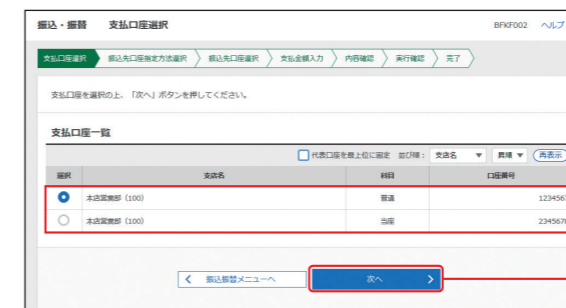 振込・振替 支払口座選択 BFKF002 ヘルプ
支払口座選択 振込先口座指定方法選択 振込先口座選択 支払金額入力 内容確認 実行確認 完了
支払口座を選択の上、「次へ」ボタンを押してください。
支払口座一覧
代表口座を最上位に固定 並び順： 支店名 ▼ 昇順 ▼ 再表示
選択 支店名 科目 口座番号
本店営業部（100） 普通 123456
本店営業部（100） 当座 234567
振込振替メニューへ 次へ